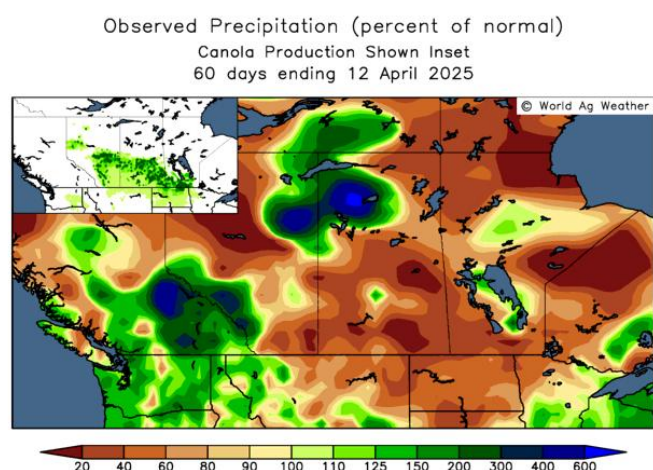 Observed Precipitation (percent of normal)
Canola Production Shown Inset
60 days ending 12 April 2025
© World Ag Weather
20 40 60 80 90 100 110 125 150 200 300 400 600